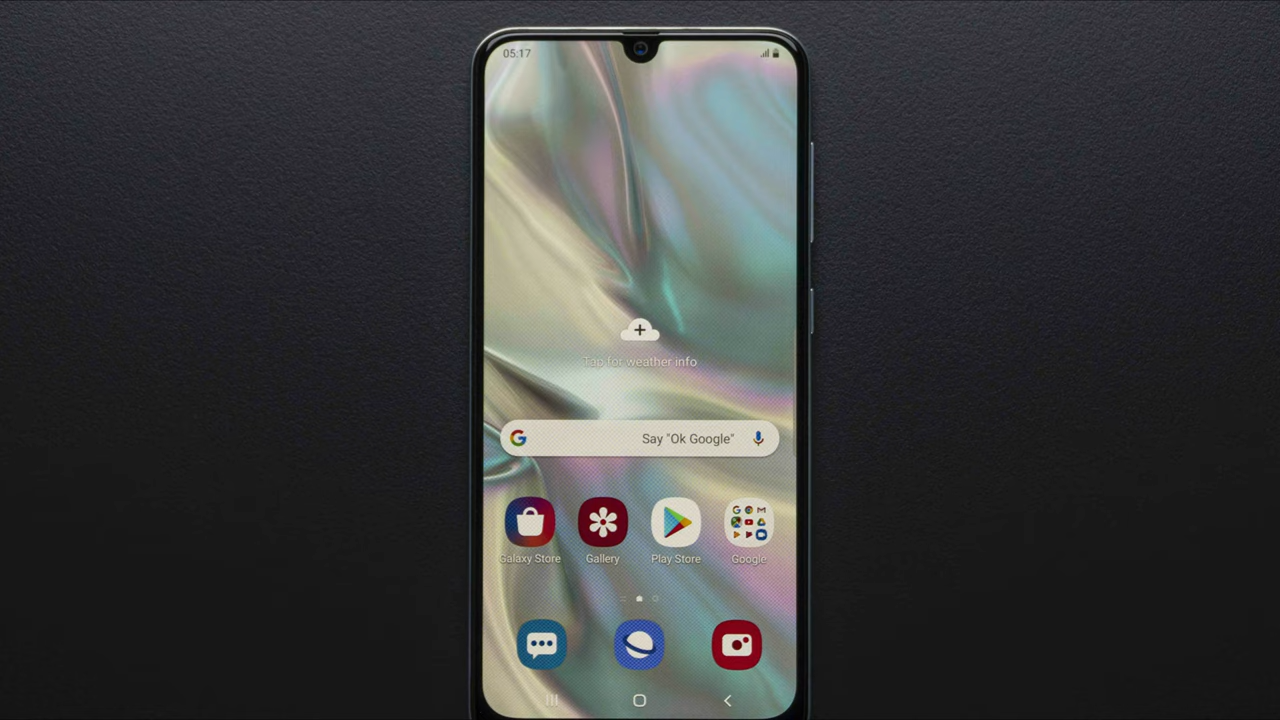 05:17
Tap for weather info
Say "Ok Google"
Galaxy Store
Gallery
Play Store
Google